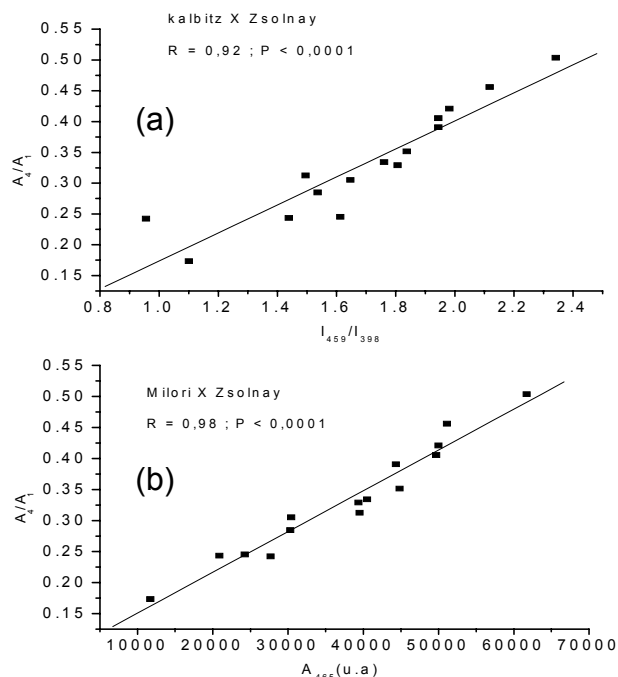 kalbitz X Zsolnay
R = 0,92 ; P < 0,0001
(a)
A4/A1
0.55
0.50
0.45
0.40
0.35
0.30
0.25
0.20
0.15
0.8 1.0 1.2 1.4 1.6 1.8 2.0 2.2 2.4
I459/I398
Milori X Zsolnay
R = 0,98 ; P < 0,0001
(b)
A4/A1
0.55
0.50
0.45
0.40
0.35
0.30
0.25
0.20
0.15
10000 20000 30000 40000 50000 60000 70000
A465(u.a)